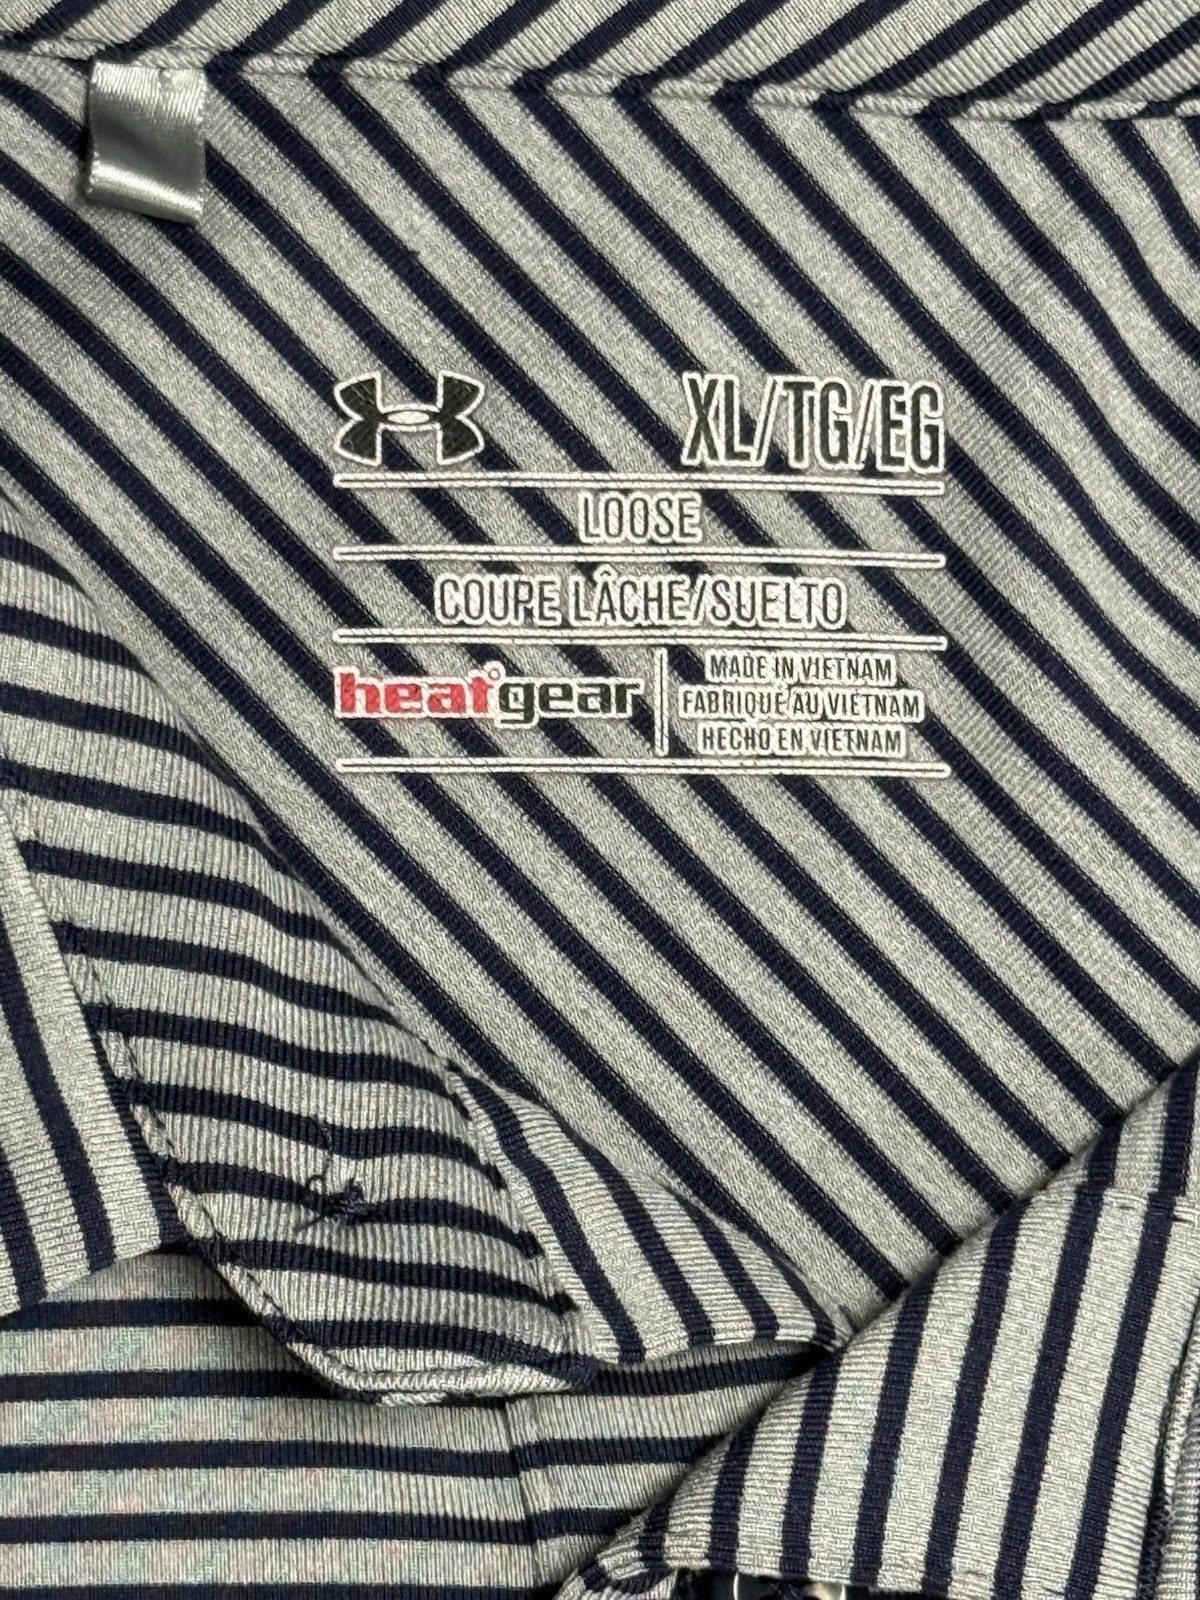 XL/TG/EG
LOOSE
COUPE LÂCHE/SUELTO
heatgear
MADE IN VIETNAM
FABRIQUÉ AU VIETNAM
HECHO EN VIETNAM